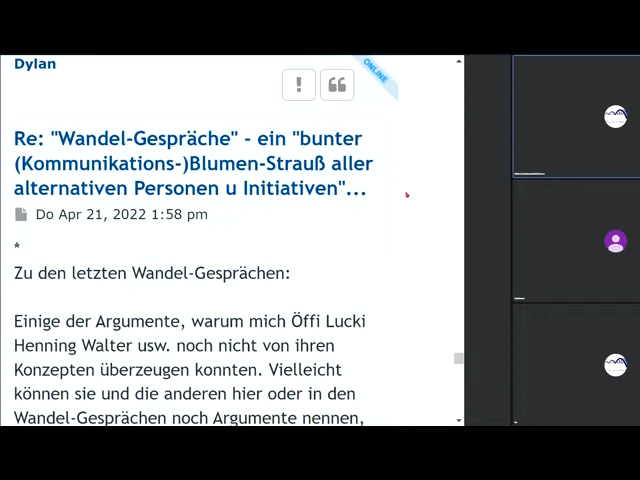 Dylan
ONLINE
Re: "Wandel-Gespräche" - ein "bunter
(Kommunikations-)Blumen-Strauß aller
alternativen Personen u Initiativen"...
Do Apr 21, 2022 1:58 pm
*
Zu den letzten Wandel-Gesprächen:
Einige der Argumente, warum mich Öffi Lucki
Henning Walter usw. noch nicht von ihren
Konzepten überzeugen konnten. Vielleicht
können sie und die anderen hier oder in den
Wandel-Gesprächen noch Argumente nennen,